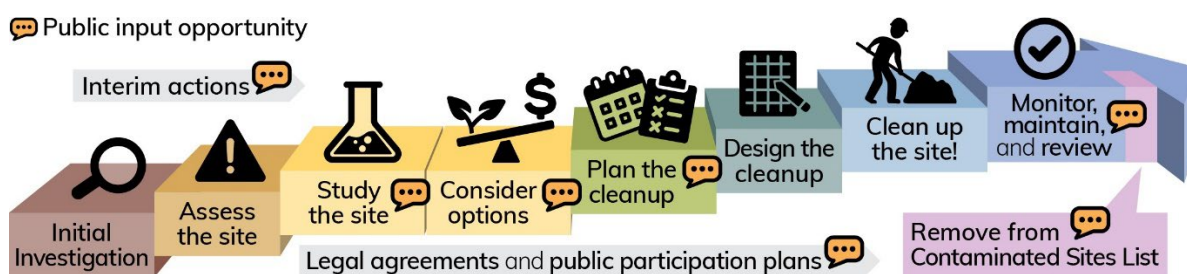 Public input opportunity
Interim actions
Initial
Investigation
Assess
the site
Study
the site
Consider
options
Plan the
cleanup
Design the
cleanup
Clean up
the site!
Monitor,
maintain,
and review
Legal agreements and public participation plans
Remove from
Contaminated Sites List
$